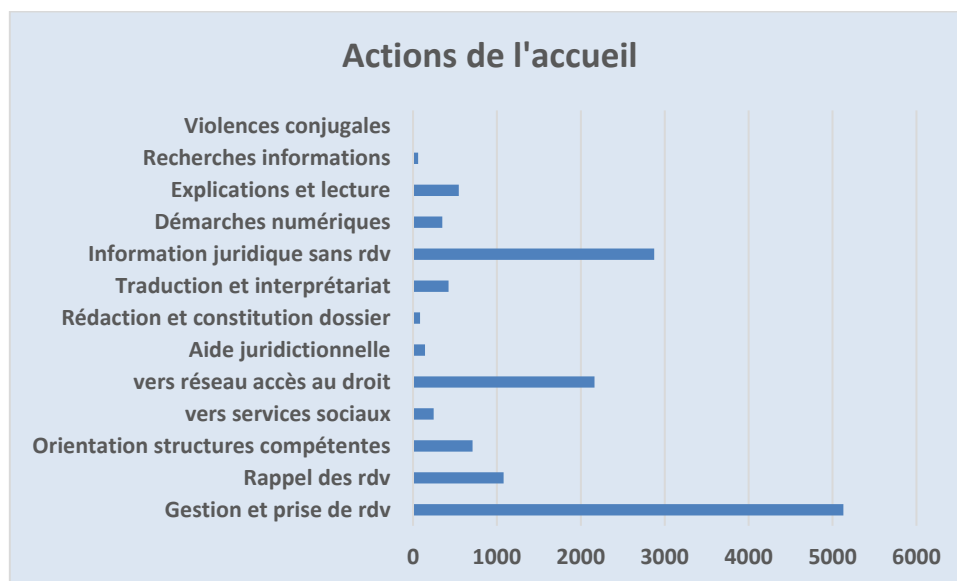 Actions de l'accueil
Violences conjugales
Recherches informations
Explications et lecture
Démarches numériques
Information juridique sans rdv
Traduction et interprétariat
Rédaction et constitution dossier
Aide juridictionnelle
vers réseau accès au droit
vers services sociaux
Orientation structures compétentes
Rappel des rdv
Gestion et prise de rdv
0 1000 2000 3000 4000 5000 6000